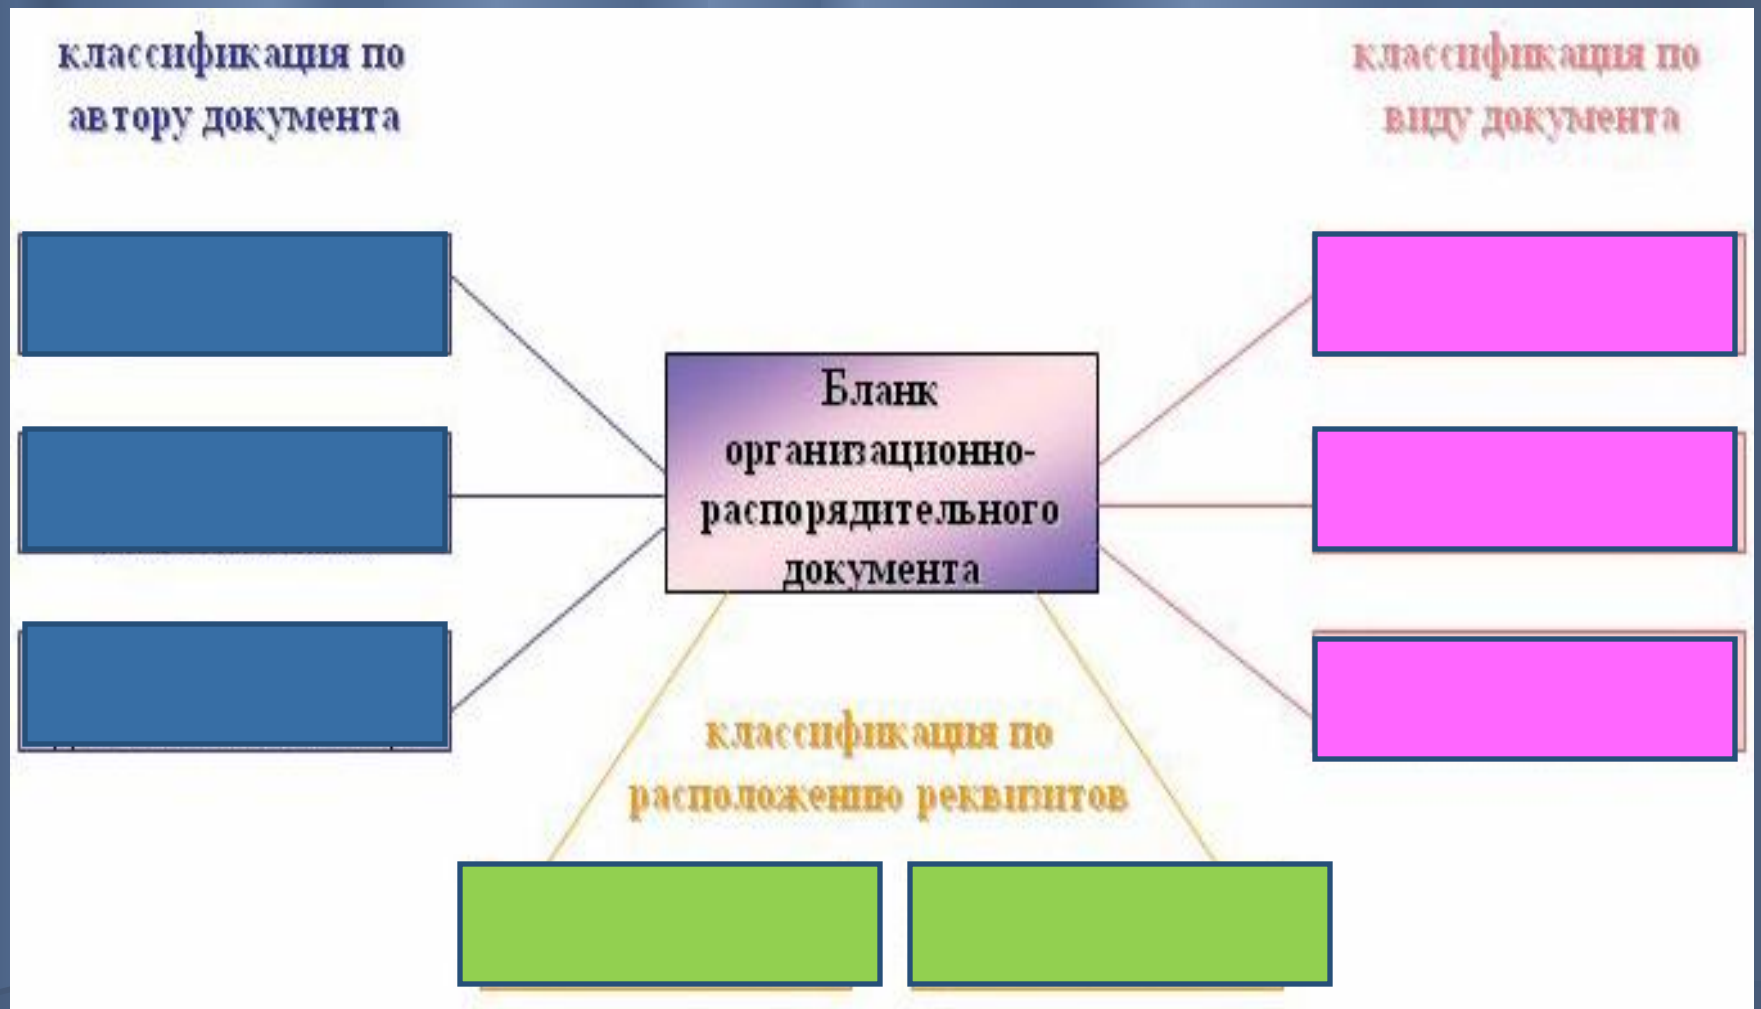 классификация по
автору документа
классификация по
виду документа
Бланк
организационно-
распорядительного
документа
классификация по
расположению реквизитов